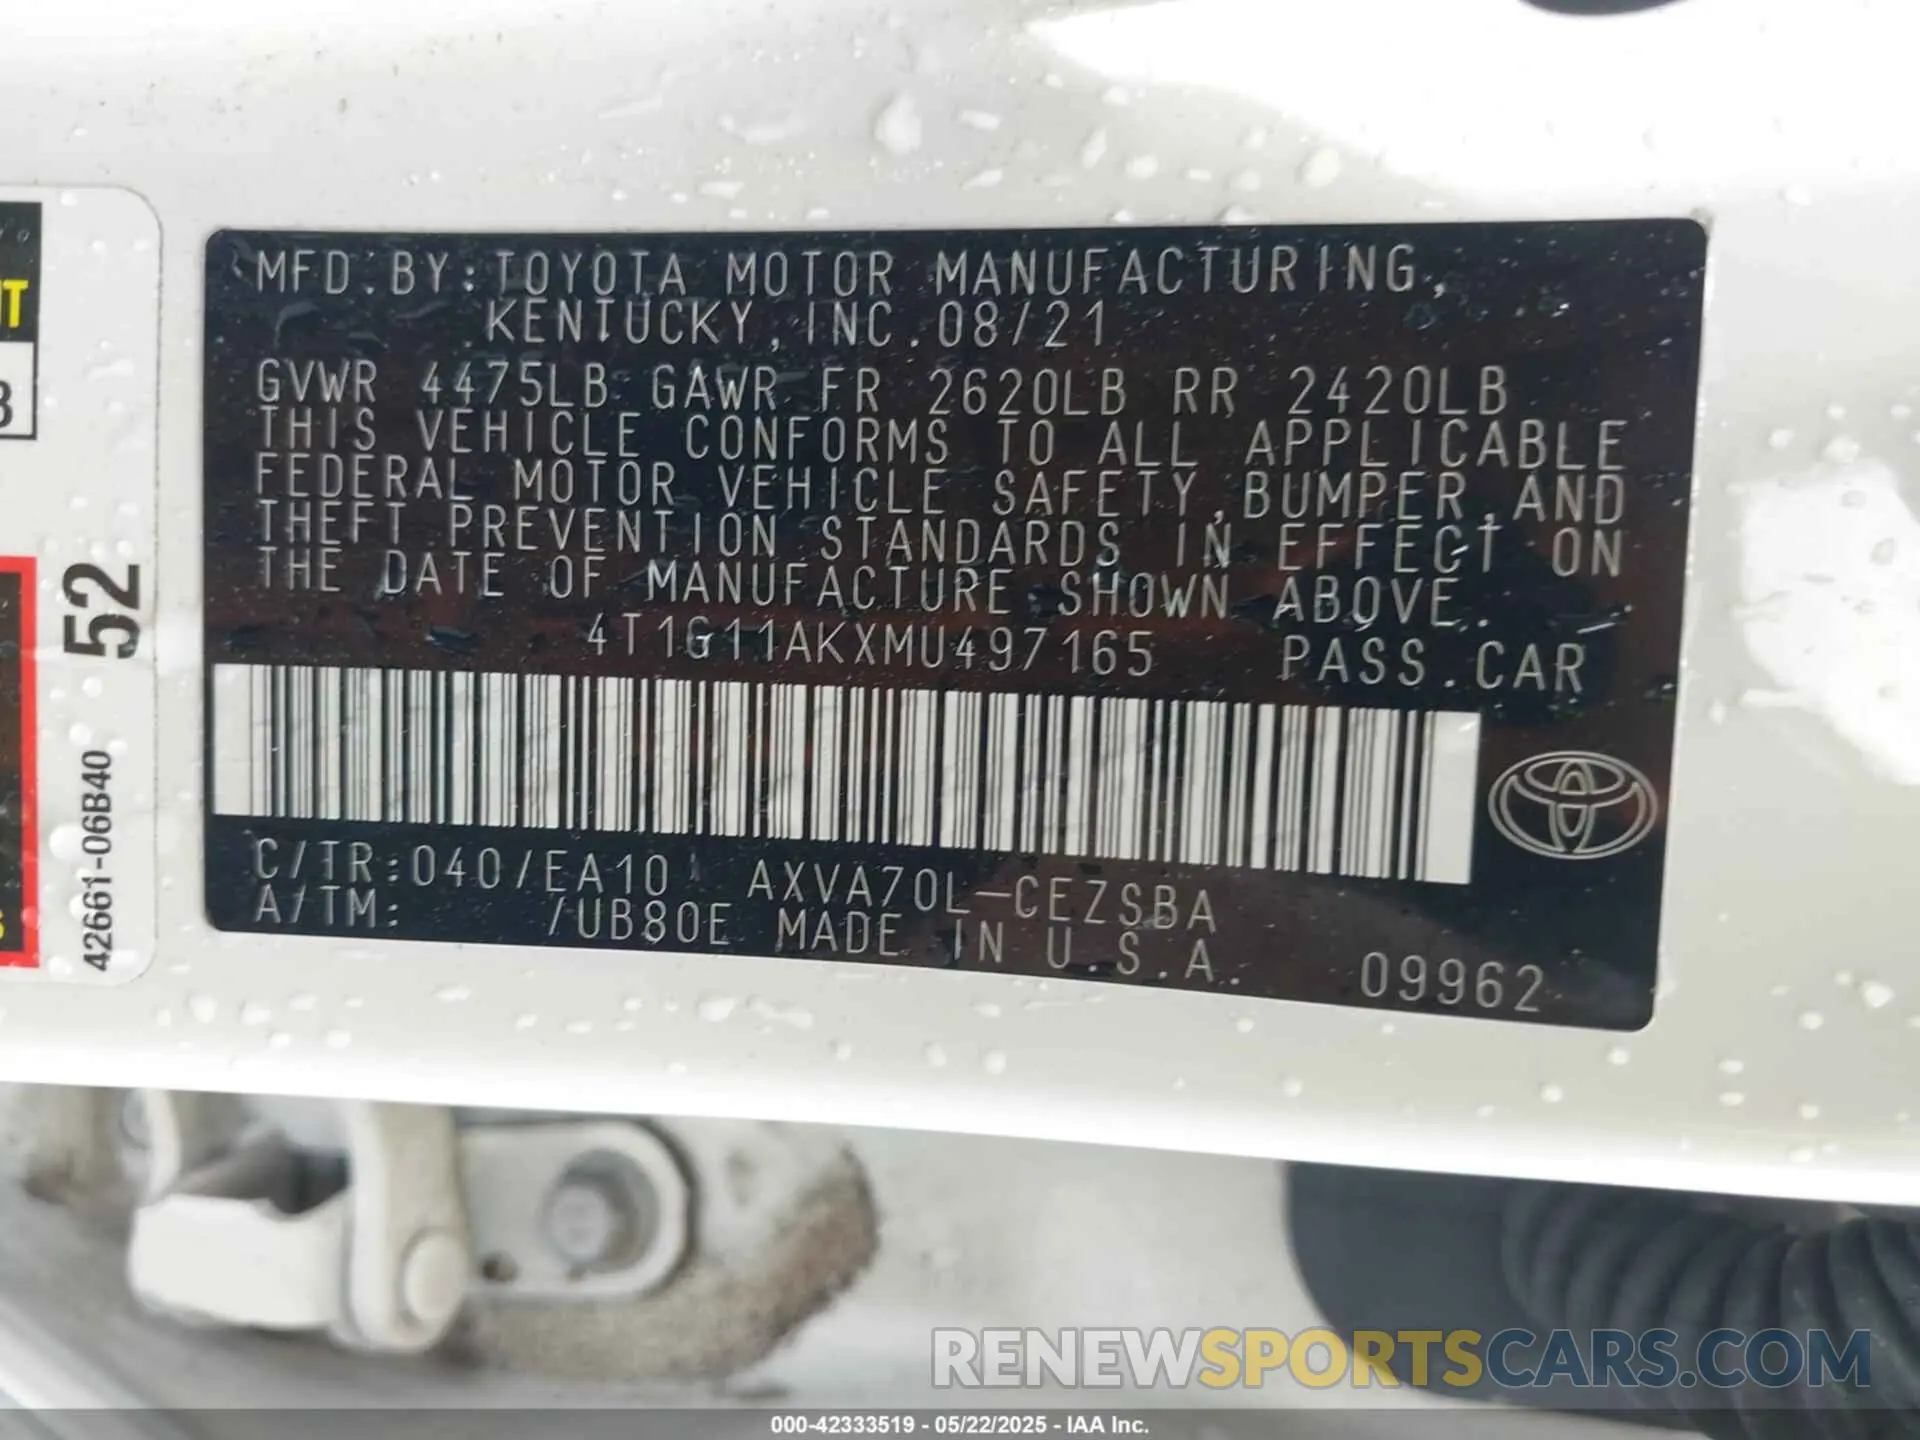 MFD.BY:TOYOTA MOTOR MANUFACTURING,
KENTUCKY,INC.08/21
GVWR 4475LB GAWR FR 2620LB RR 2420LB
THIS VEHICLE CONFORMS TO ALL APPLICABLE
FEDERAL MOTOR VEHICLE SAFETY,BUMPER,AND
THEFT PREVENTION STANDARDS IN EFFECT ON
THE DATE OF MANUFACTURE SHOWN ABOVE.
4T1G11AKXMU497165 PASS.CAR
C/TR:040/EA10 AXVA70L-CEZSBA
A/TM: /UB80E MADE IN U.S.A. 09962
52
42661-06B40
RENEWSPORTSCARS.COM
000-42333519 - 05/22/2025 - IAA Inc.